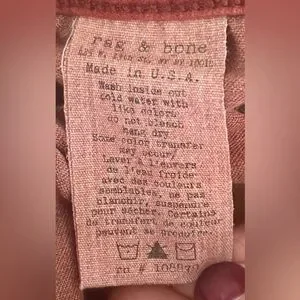 rag & bone
Made in U.S.A.
Wash inside out
cold water with
like colors
do not bleach
hang dry
Some color transfer
may occur/
Laver à l'envers
de l'eau froide
avec des couleurs
semblables, ne pas
blanchir, suspendre
pour sécher. Certains
de transfert de couleur
peuvent se produire.
rn #